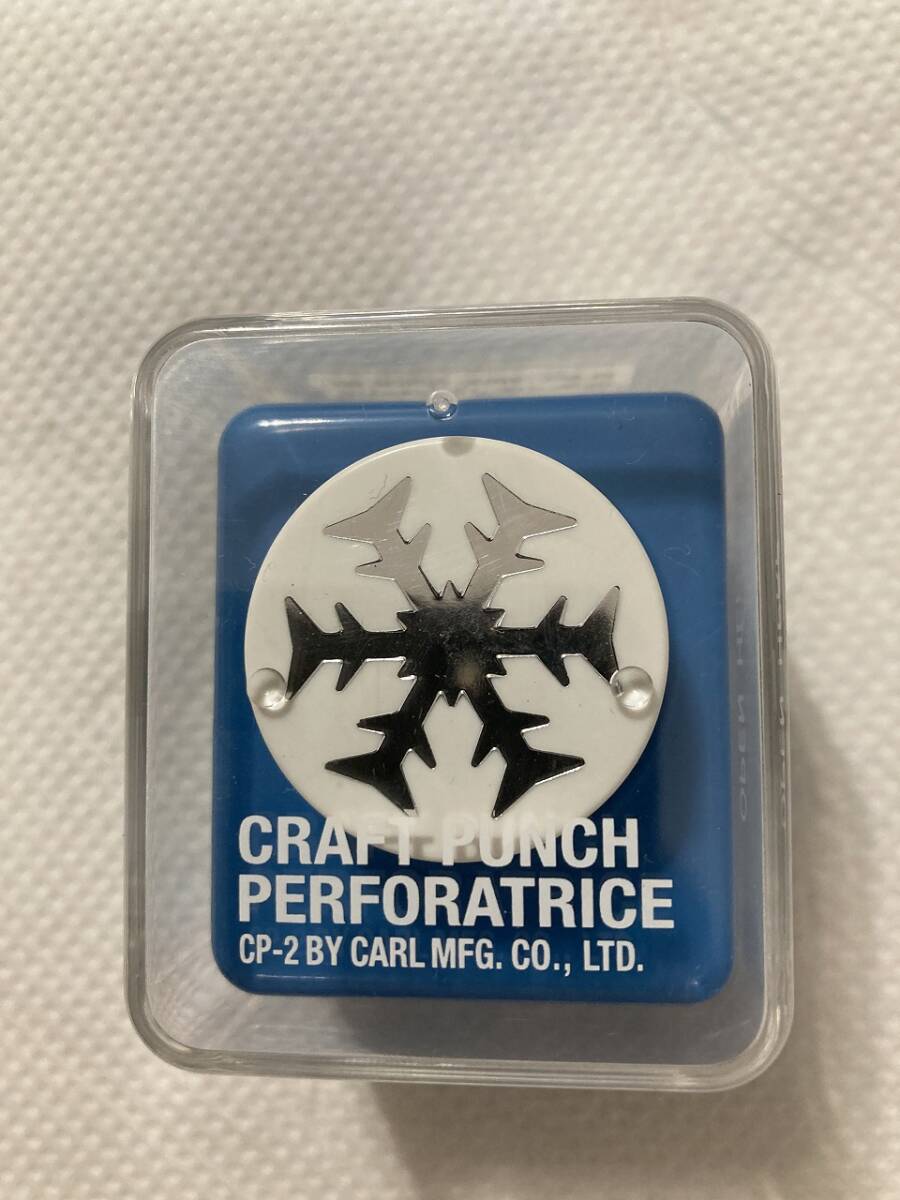 CRAFT PUNCH
PERFORATRICE
CP-2 BY CARL MFG. CO., LTD.